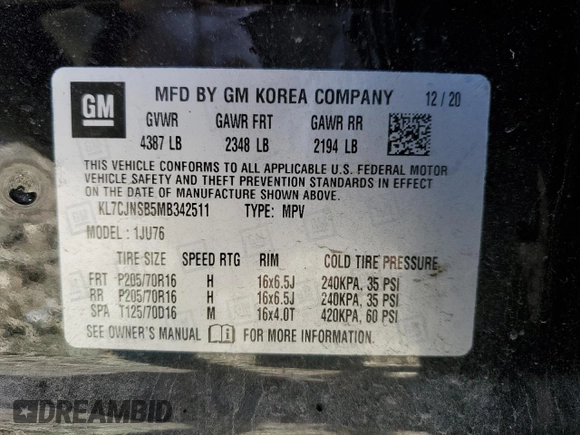 GM
MFD BY GM KOREA COMPANY 12/20
GVWR GAWR FRT GAWR RR
4387 LB 2348 LB 2194 LB
THIS VEHICLE CONFORMS TO ALL APPLICABLE U.S. FEDERAL MOTOR
VEHICLE SAFETY AND THEFT PREVENTION STANDARDS IN EFFECT
ON THE DATE OF MANUFACTURE SHOWN ABOVE.
KL7CJNSB5MB342511 TYPE: MPV
MODEL: 1JU76
TIRE SIZE SPEED RTG RIM COLD TIRE PRESSURE
FRT P205/70R16 H 16x6.5J 240KPA, 35 PSI
RR P205/70R16 H 16x6.5J 240KPA, 35 PSI
SPA T125/70D16 M 16x4.0T 420KPA, 60 PSI
SEE OWNER'S MANUAL FOR MORE INFORMATION.
DREAMBID